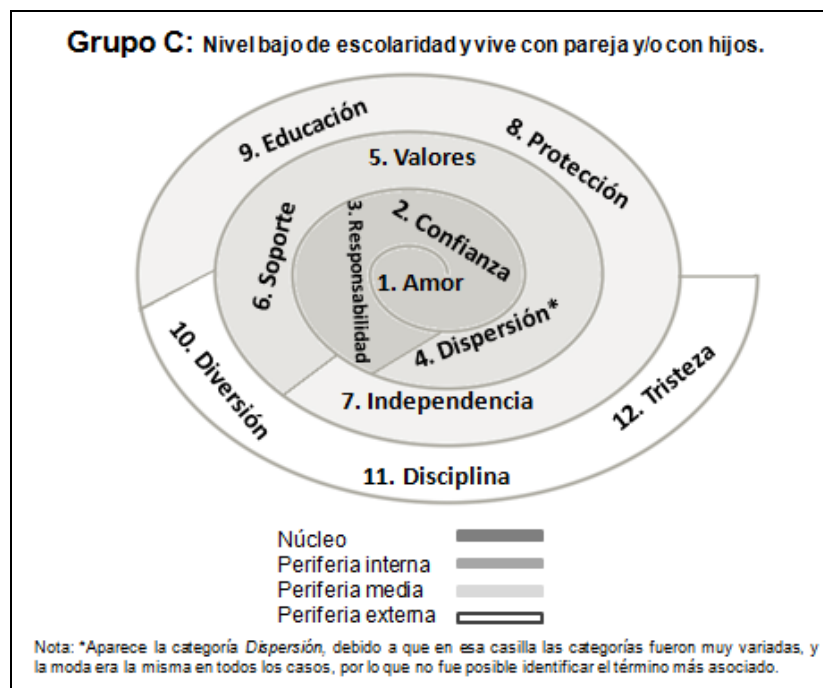 Grupo C: Nivel bajo de escolaridad y vive con pareja y/o con hijos.
9. Educación
8. Protección
5. Valores
2. Confianza
3. Responsabilidad
6. Soporte
1. Amor
4. Dispersión*
10. Diversión
7. Independencia
12. Tristeza
11. Disciplina
Núcleo
Periferia interna
Periferia media
Periferia externa
Nota: *Aparece la categoría Dispersión, debido a que en esa casilla las categorías fueron muy variadas, y
la moda era la misma en todos los casos, por lo que no fue posible identificar el término más asociado.